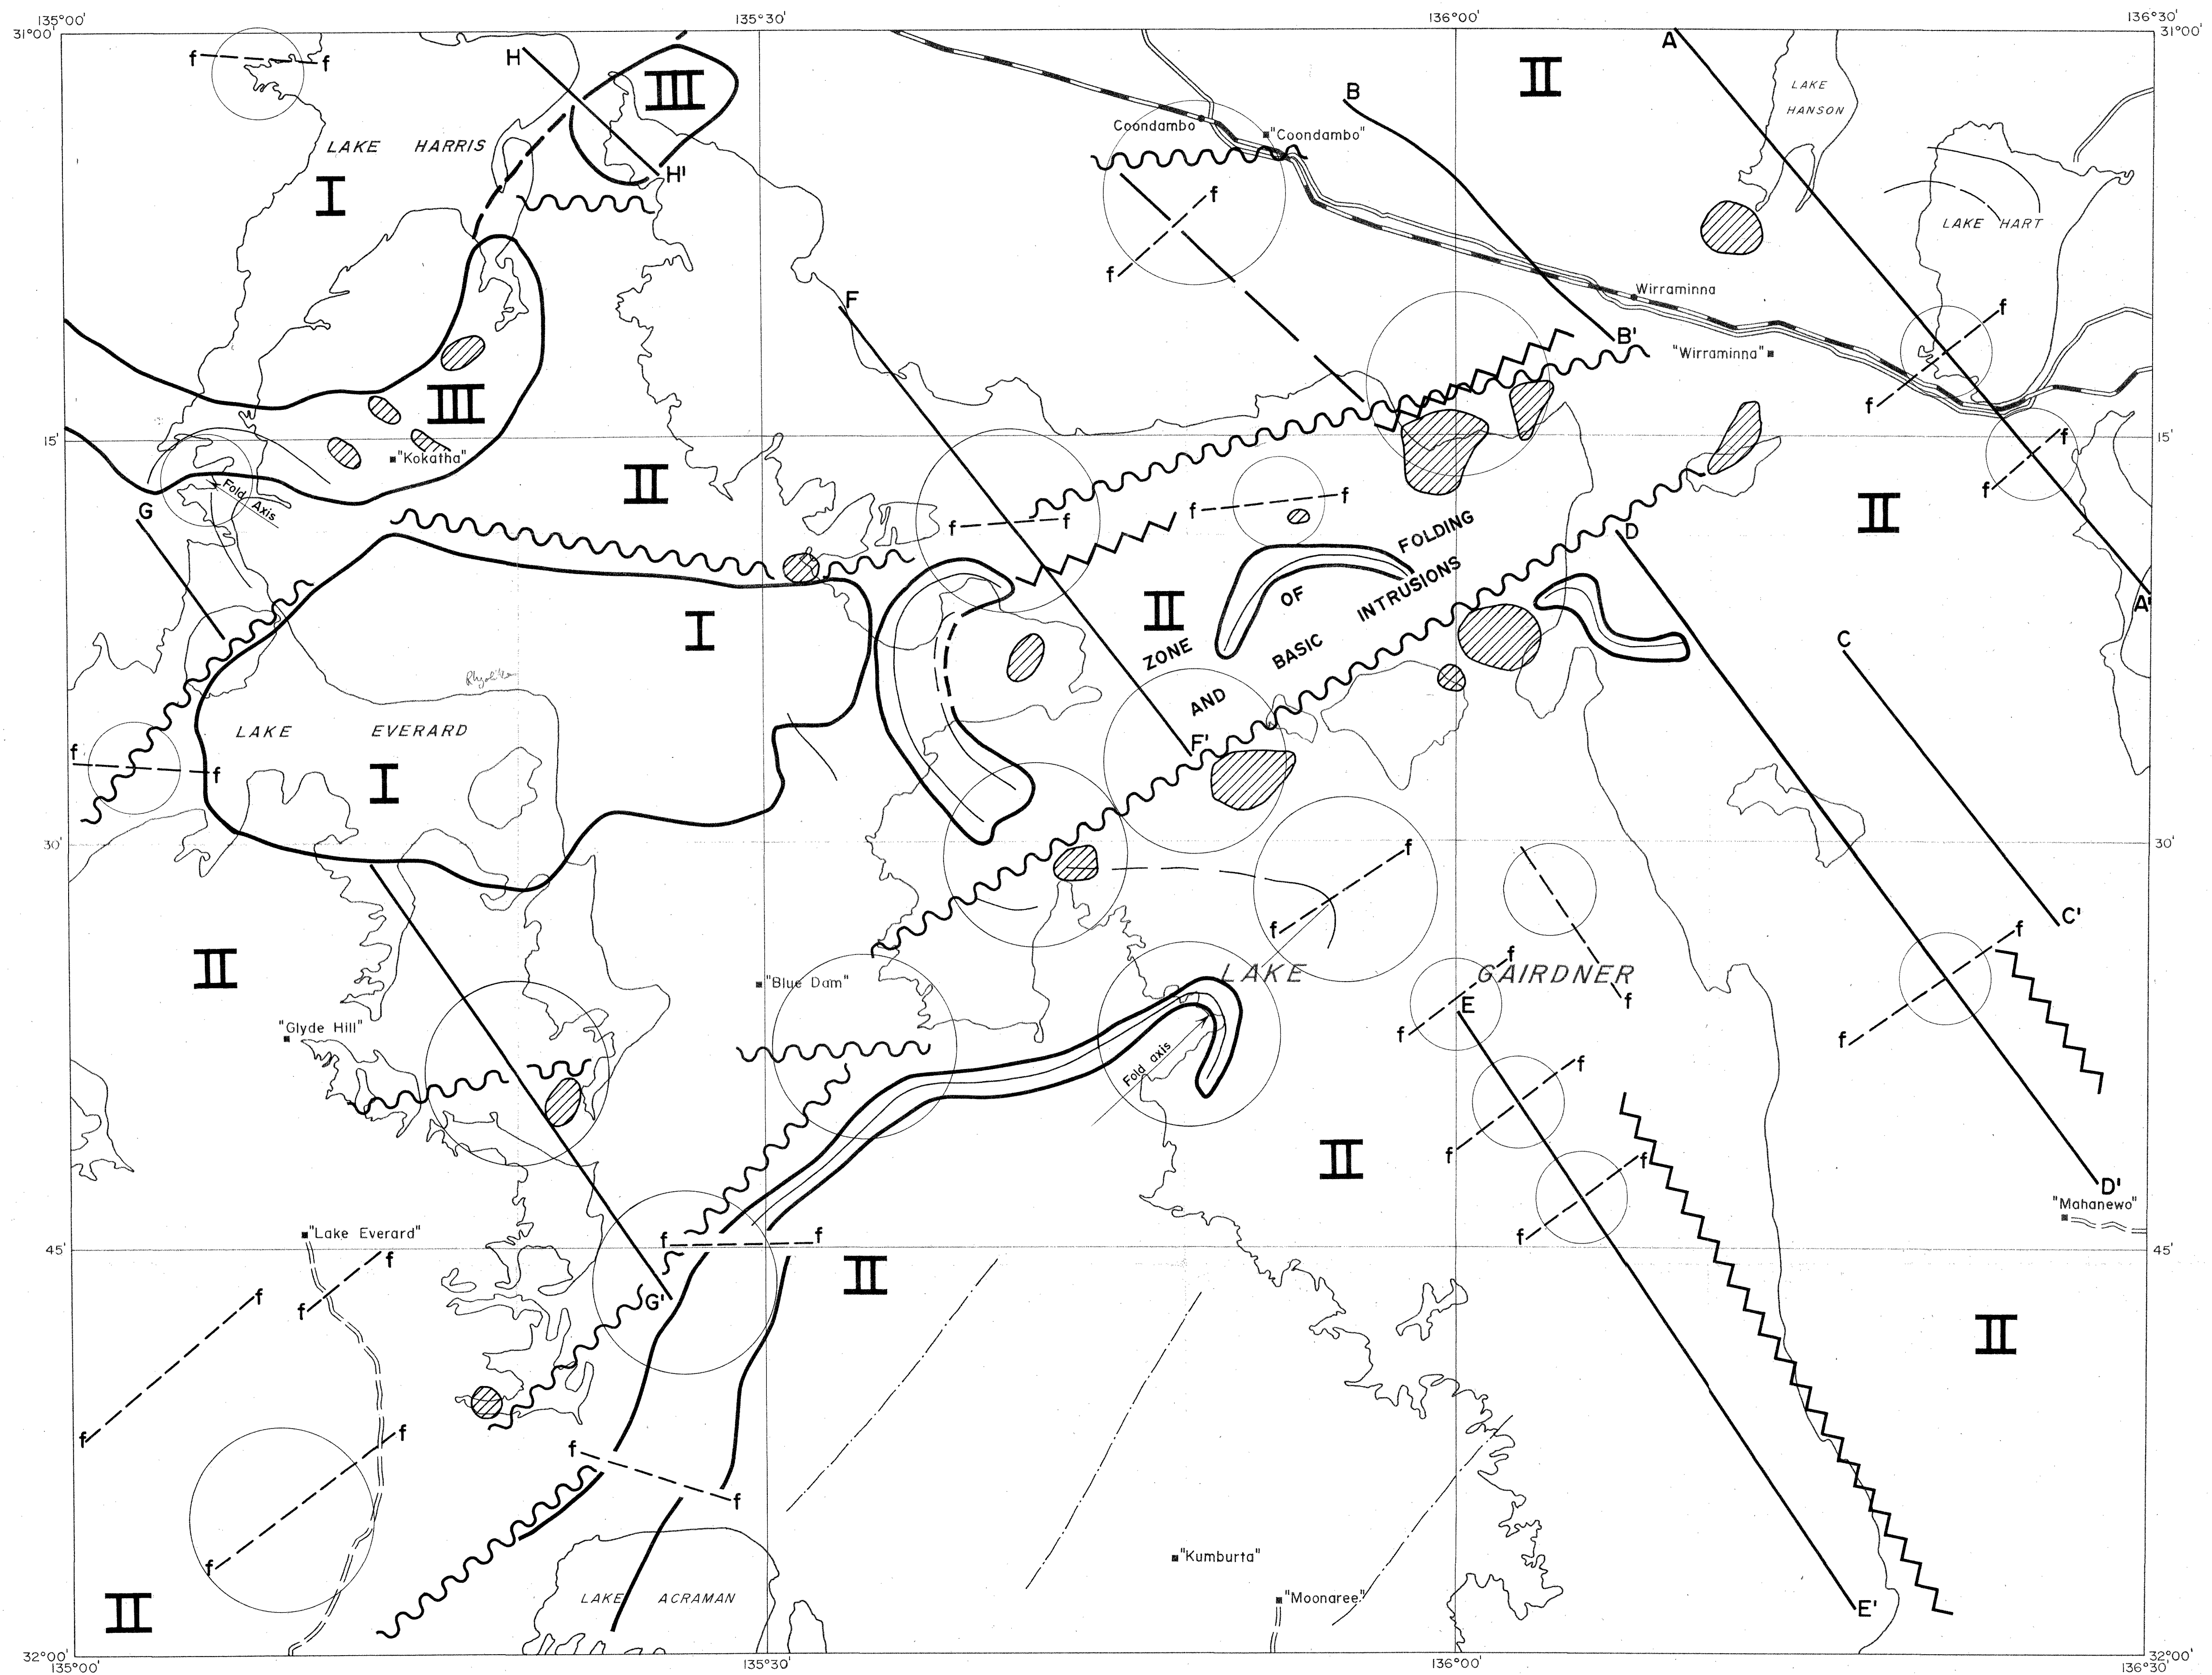 135°00'
135°30'
136°00'
136°30'
31°00'
31°00'
f
f
H
III
B
II
A
LAKE
HANSON
Coondambo
"Coondambo"
LAKE HARRIS
I
H'
f
f
LAKE HART
F
Wirraminna
f
B'
"Wirraminna"
III
f
15'
"Kokatha"
15'
f
Fold Axis
II
f
G
f
f
f
f
II
FOLDING
D
OF
INTRUSIONS
II
I
A'
ZONE
BASIC
C
Rhyolite
AND
LAKE EVERARD
F'
f
f
I
30'
30'
f
C'
f
f
II
"Blue Dam"
LAKE GAIRDNER
f
f
E
f
"Glyde Hill"
f
f
Fold axis
f
f
II
f
D'
"Mahanewo"
"Lake Everard"
f
f
f
45'
f
45'
II
f
f
G'
II
f
f
f
f
f
"Kumburta"
LAKE ACRAMAN
"Moonaree"
II
E'
32°00'
32°00'
135°00'
135°30'
136°00'
136°30'